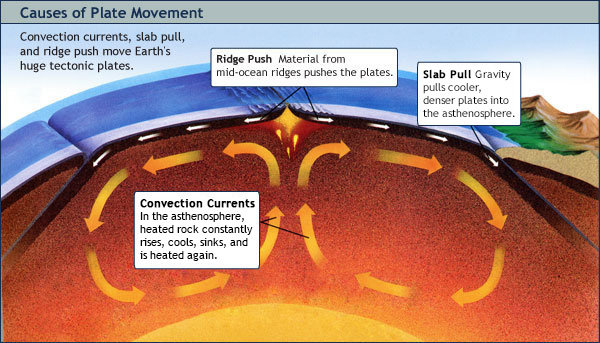 Causes of Plate Movement
Convection currents, slab pull,
and ridge push move Earth's
huge tectonic plates.
Ridge Push Material from
mid-ocean ridges pushes the plates.
Slab Pull Gravity
pulls cooler,
denser plates into
the asthenosphere.
Convection Currents
In the asthenosphere,
heated rock constantly
rises, cools, sinks, and
is heated again.